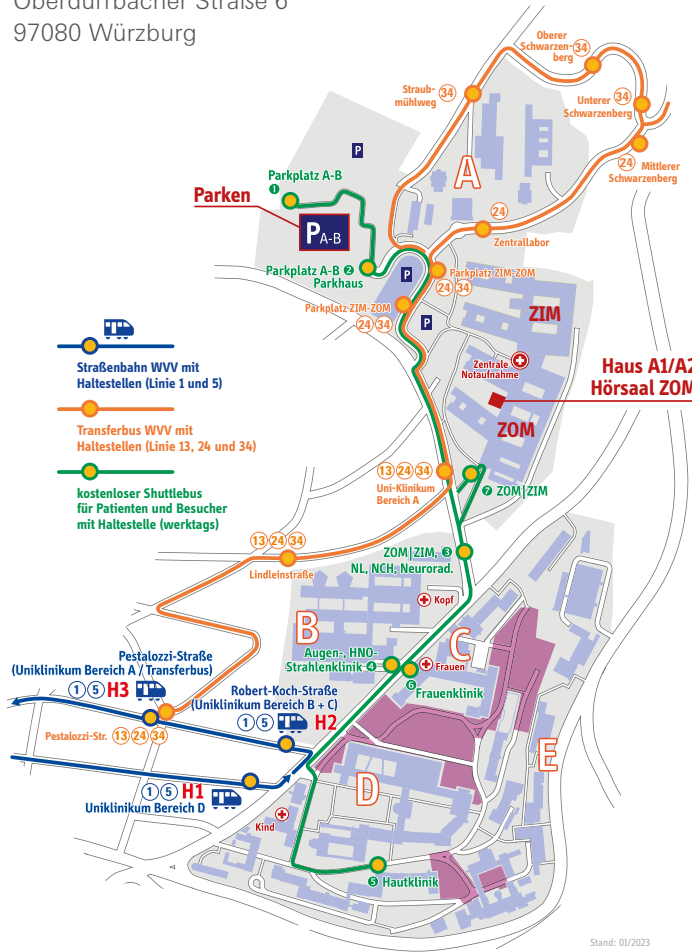 Oberdürrbacher Straße 6
97080 Würzburg
Oberer
Schwarzen-
berg
34
Straub-
mühlweg
34
Unterer
Schwarzenberg
34
24
Mittlerer
Schwarzenberg
P
A
Parkplatz A-B
1
Parken
P A-B
24
Zentrallabor
Parkplatz A-B 2
Parkhaus
P
Parkplatz ZIM-ZOM
24 34
Parkplatz ZIM-ZOM
24 34
P
ZIM
Zentrale
Notaufnahme
Haus A1/A2
Hörsaal ZOM
ZOM
Straßenbahn WVV mit
Haltestellen (Linie 1 und 5)
Transferbus WVV mit
Haltestellen (Linie 13, 24 und 34)
kostenloser Shuttlebus
für Patienten und Besucher
mit Haltestelle (werktags)
13 24 34
Uni-Klinikum
Bereich A
7 ZOM|ZIM
13 24 34
Lindleinstraße
ZOM|ZIM, 3
NL, NCH, Neurorad.
Kopf
B
C
Augen-, HNO-
Strahlenklinik 4
Frauen
6
Frauenklinik
Pestalozzi-Straße
(Uniklinikum Bereich A / Transferbus)
1 5 H3
Robert-Koch-Straße
(Uniklinikum Bereich B + C)
1 5 H2
Pestalozzi-Str. 13 24 34
E
D
1 5 H1
Uniklinikum Bereich D
Kind
5 Hautklinik
Stand: 01/2023